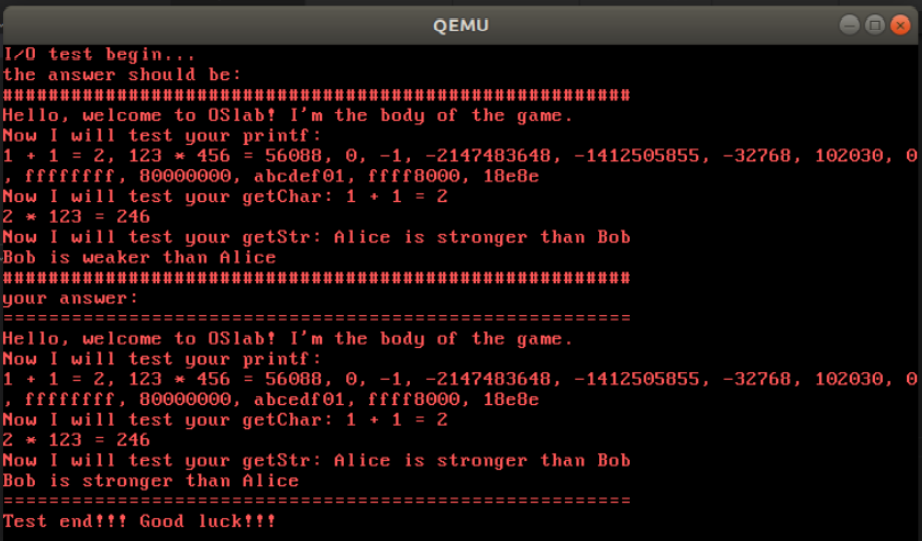 QEMU
I/O test begin...
the answer should be:
#######################################################
Hello, welcome to OSlab! I'm the body of the game.
Now I will test your printf:
1 + 1 = 2, 123 * 456 = 56088, 0, -1, -2147483648, -1412505855, -32768, 102030, 0
, ffffffff, 80000000, abcdef01, ffff8000, 18e8e
Now I will test your getChar: 1 + 1 = 2
2 * 123 = 246
Now I will test your getStr: Alice is stronger than Bob
Bob is weaker than Alice
#######################################################
your answer:
=======================================================
Hello, welcome to OSlab! I'm the body of the game.
Now I will test your printf:
1 + 1 = 2, 123 * 456 = 56088, 0, -1, -2147483648, -1412505855, -32768, 102030, 0
, ffffffff, 80000000, abcedf01, ffff8000, 18e8e
Now I will test your getChar: 1 + 1 = 2
2 * 123 = 246
Now I will test your getStr: Alice is stronger than Bob
Bob is stronger than Alice
=======================================================
Test end!!! Good luck!!!